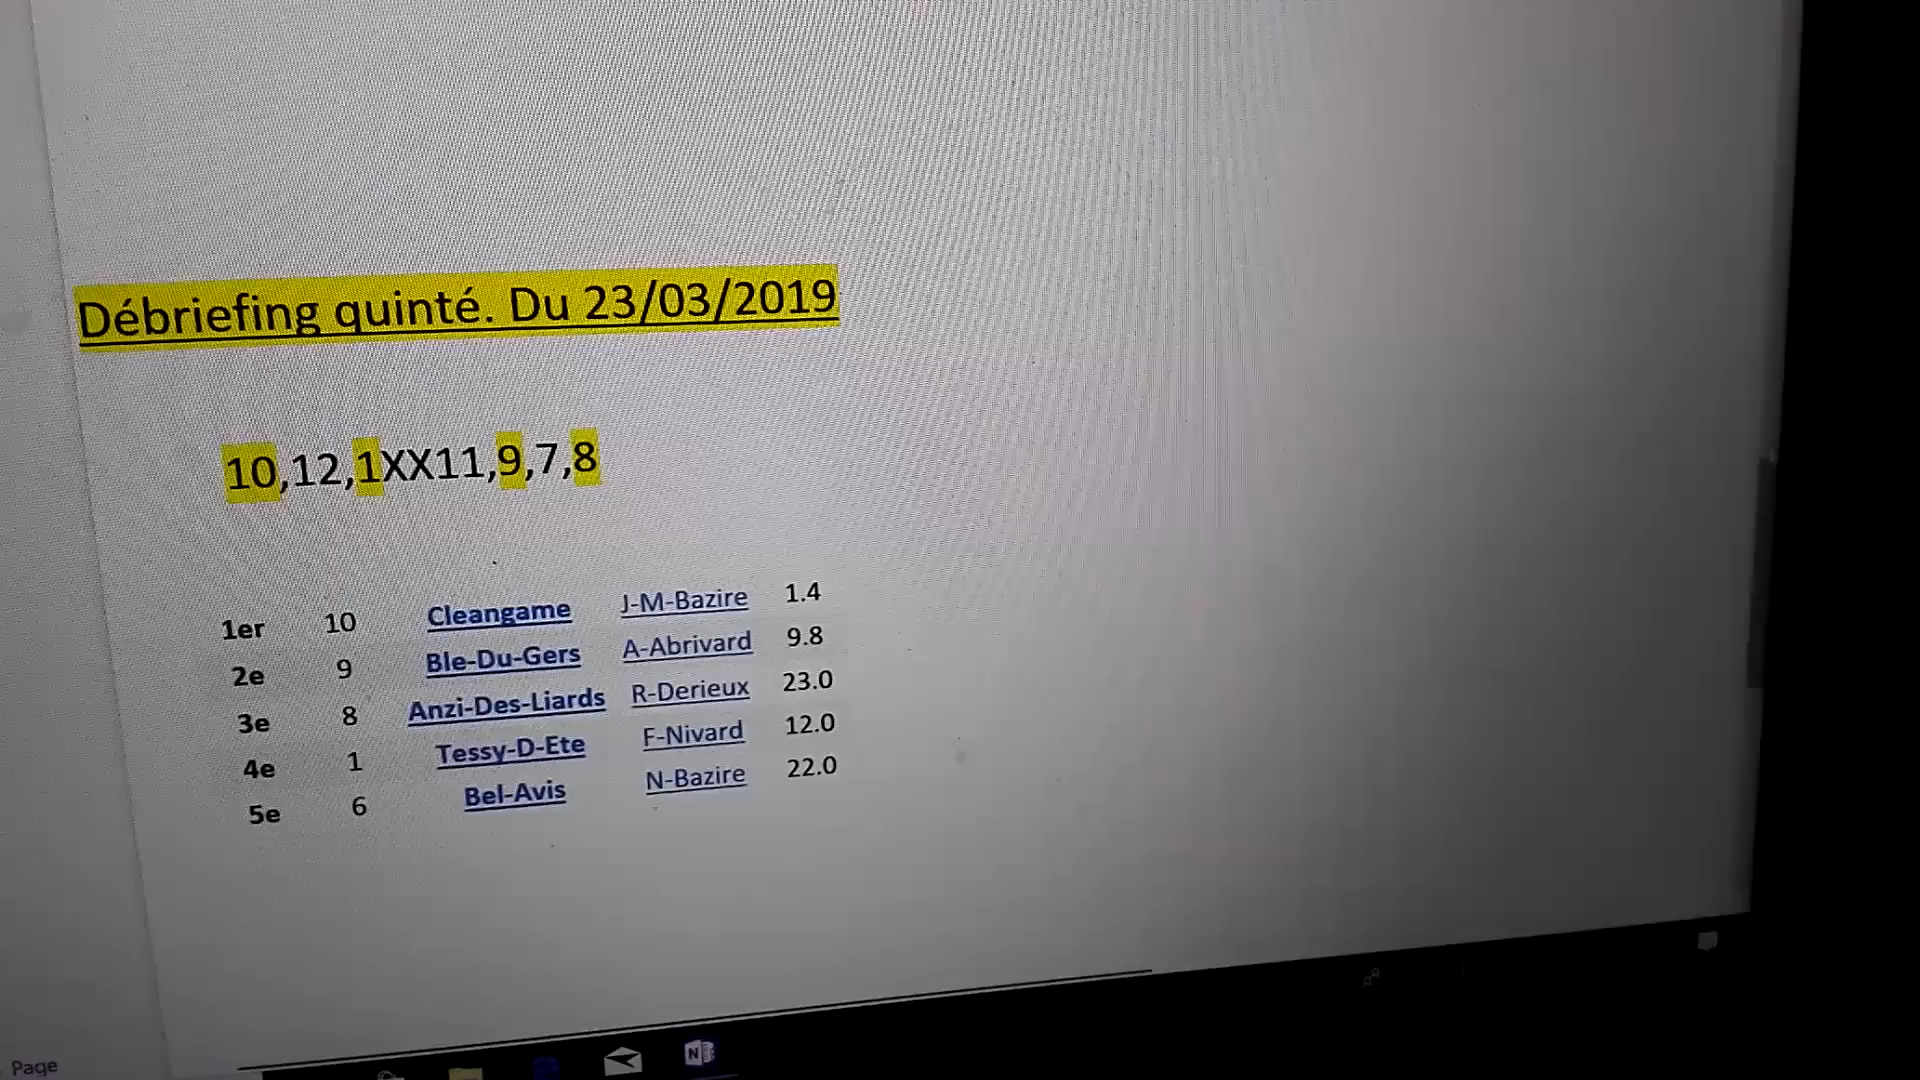 Débriefing quinté. Du 23/03/2019
10,12,1XX11,9,7,8
1er 10 Cleangame J-M-Bazire 1.4
2e 9 Ble-Du-Gers A-Abrivard 9.8
3e 8 Anzi-Des-Liards R-Derieux 23.0
4e 1 Tessy-D-Ete F-Nivard 12.0
5e 6 Bel-Avis N-Bazire 22.0
Page
N